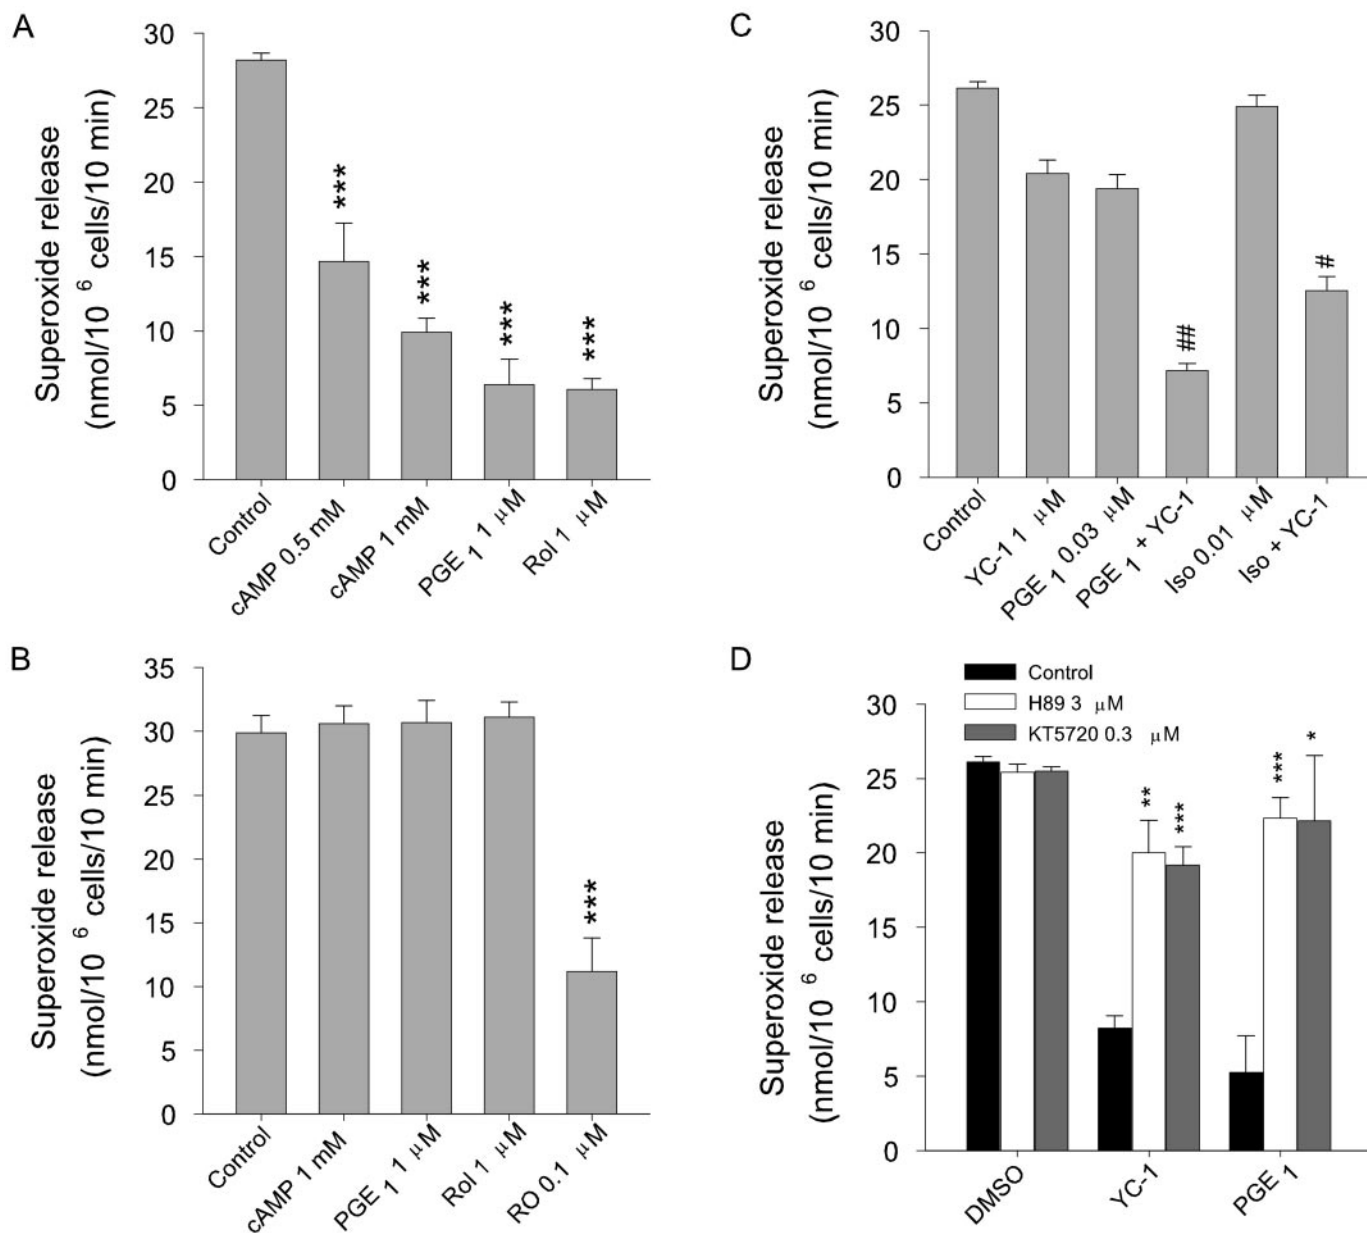 A
Superoxide release
(nmol/10 6 cells/10 min)
30
25
20
15
10
5
0
***
***
***
***
Control
cAMP 0.5 mM
cAMP 1 mM
PGE 1 1 μM
Rol 1 μM
C
Superoxide release
(nmol/10 6 cells/10 min)
30
25
20
15
10
5
0
##
#
Control
YC-1 1 μM
PGE 1 0.03 μM
PGE 1 + YC-1
Iso 0.01 μM
Iso + YC-1
B
Superoxide release
(nmol/10 6 cells/10 min)
35
30
25
20
15
10
5
0
***
Control
cAMP 1 mM
PGE 1 1 μM
Rol 1 μM
RO 0.1 μM
D
Control
H89 3 μM
KT5720 0.3 μM
Superoxide release
(nmol/10 6 cells/10 min)
30
25
20
15
10
5
0
**
***
***
*
DMSO
YC-1
PGE 1